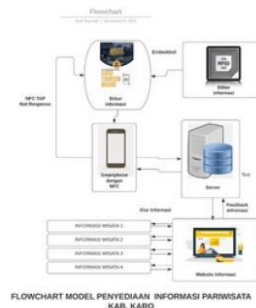 Flowchart
Embedded
RFID
NFC TAP
Not Response
Stiker
Informasi
Stiker
Informasi
Smartphone
dengan
NFC
Server
Text
Alur Informasi
Feedback
Informasi
INFORMASI WISATA 1
INFORMASI WISATA 2
INFORMASI WISATA 3
INFORMASI WISATA 4
Website Informasi
FLOWCHART MODEL PENYEDIAAN INFORMASI PARIWISATA
KAB. KARO